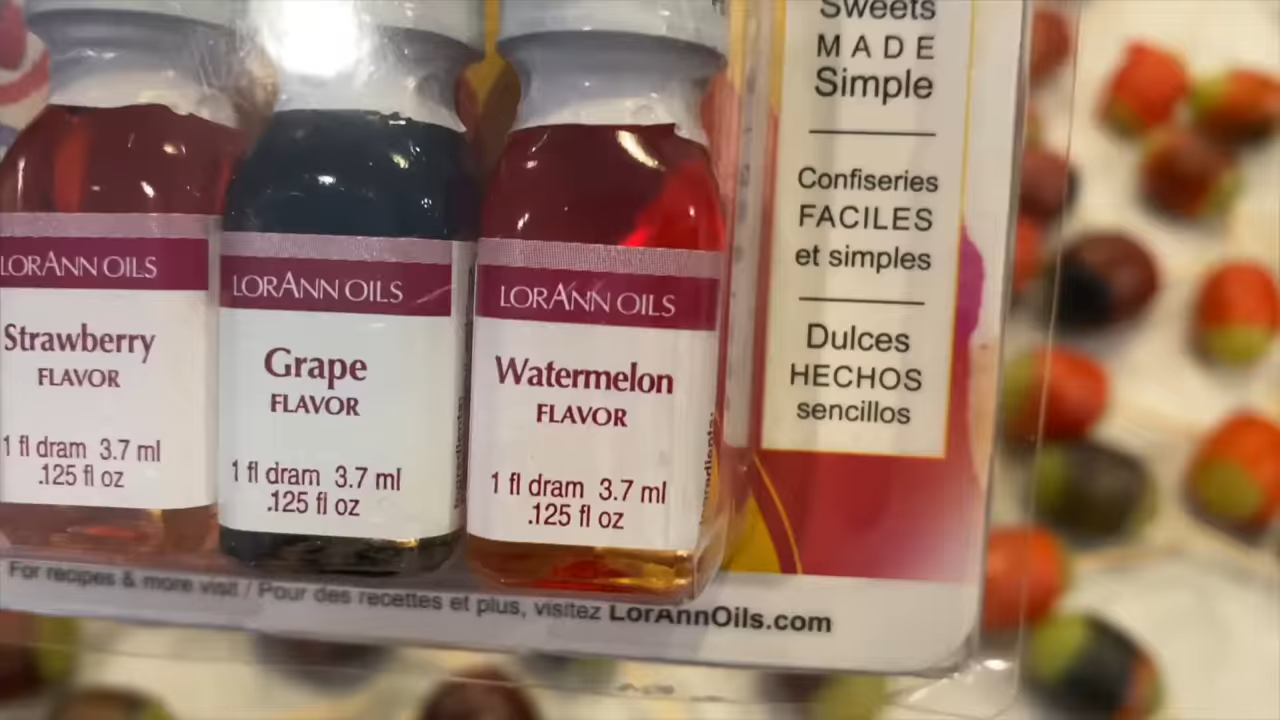 LORANN OILS
Strawberry
FLAVOR
1 fl dram 3.7 ml
.125 fl oz
LORANN OILS
Grape
FLAVOR
1 fl dram 3.7 ml
.125 fl oz
Ingredients:
LORANN OILS
Watermelon
FLAVOR
1 fl dram 3.7 ml
.125 fl oz
Ingredients:
Sweets
MADE
Simple
Confiseries
FACILES
et simples
Dulces
HECHOS
sencillos
For recipes & more visit / Pour des recettes et plus, visitez LorAnnOils.com